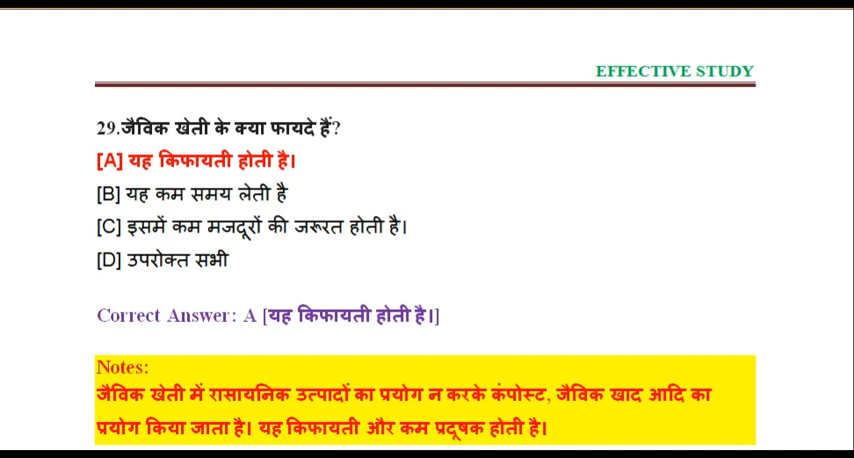 EFFECTIVE STUDY
29.जैविक खेती के क्या फायदे हैं?
[A] यह किफायती होती है।
[B] यह कम समय लेती है
[C] इसमें कम मजदूरों की जरूरत होती है।
[D] उपरोक्त सभी
Correct Answer: A [यह किफायती होती है।]
Notes:
जैविक खेती में रासायनिक उत्पादों का प्रयोग न करके कंपोस्ट, जैविक खाद आदि का
प्रयोग किया जाता है। यह किफायती और कम प्रदूषक होती है।